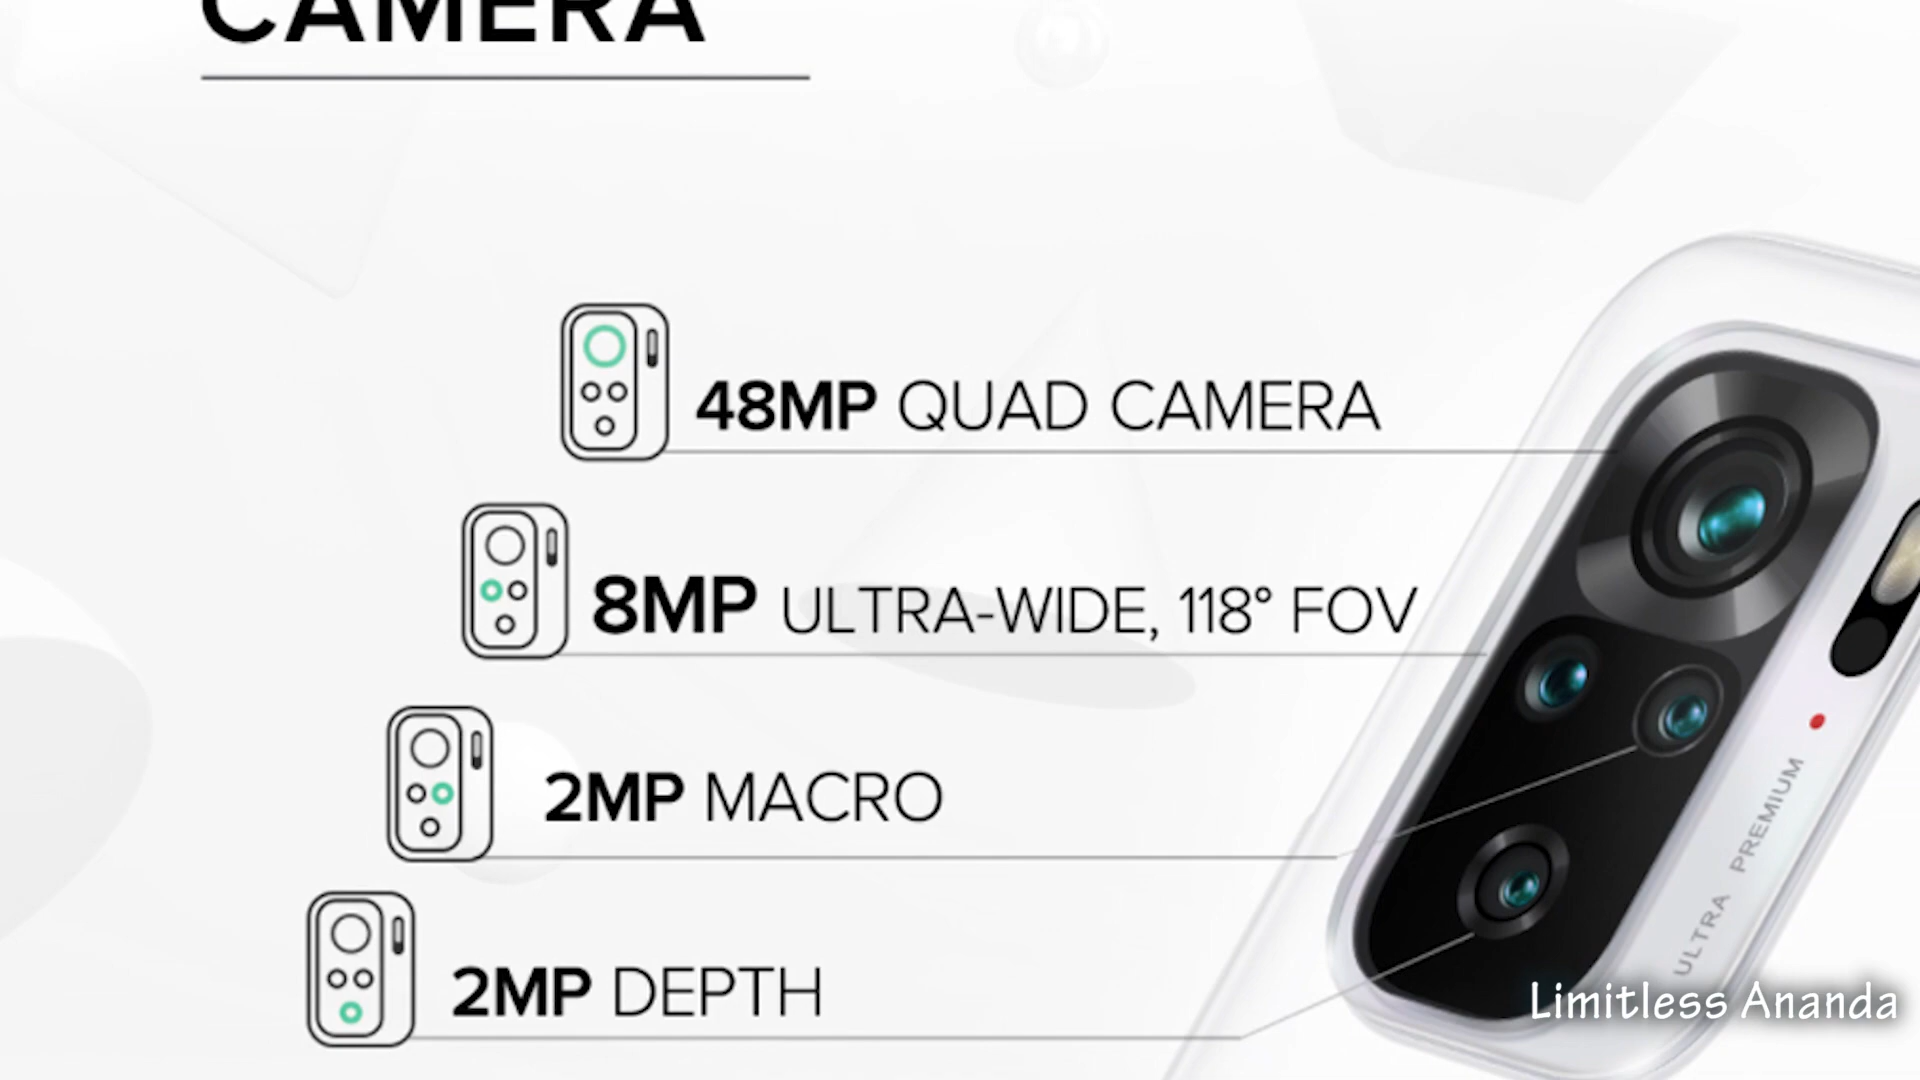 CAMERA
48MP QUAD CAMERA
8MP ULTRA-WIDE, 118° FOV
2MP MACRO
2MP DEPTH
ULTRA PREMIUM
Limitless Ananda